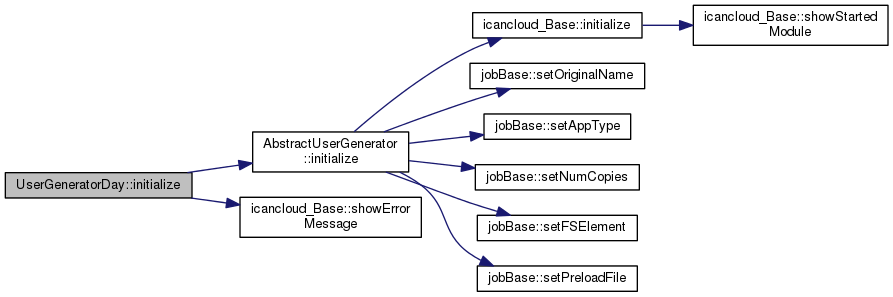 UserGeneratorDay::initialize
AbstractUserGenerator
::initialize
icancloud_Base::showError
Message
icancloud_Base::initialize
icancloud_Base::showStarted
Module
jobBase::setOriginalName
jobBase::setAppType
jobBase::setNumCopies
jobBase::setFSElement
jobBase::setPreloadFile